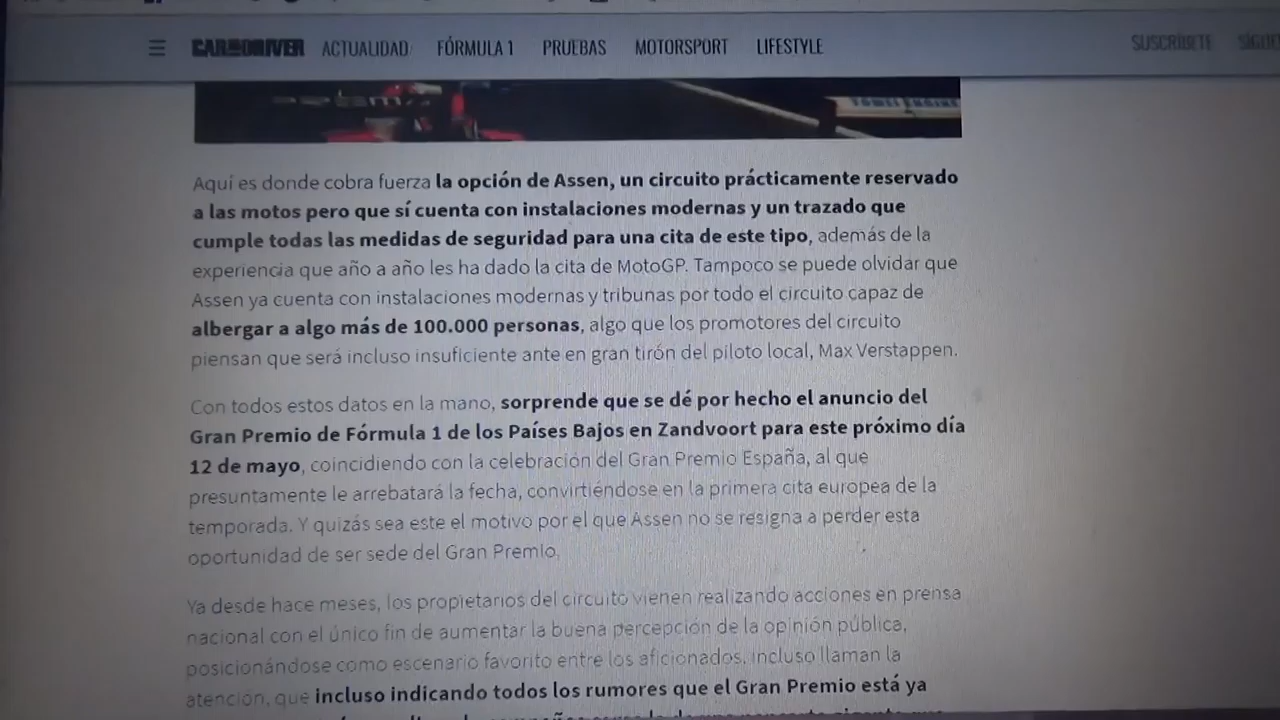 CAR AND DRIVER ACTUALIDAD FÓRMULA 1 PRUEBAS MOTORSPORT LIFESTYLE SUSCRÍBETE
Aquí es donde cobra fuerza la opción de Assen, un circuito prácticamente reservado
a las motos pero que sí cuenta con instalaciones modernas y un trazado que
cumple todas las medidas de seguridad para una cita de este tipo, además de la
experiencia que año a año les ha dado la cita de MotoGP. Tampoco se puede olvidar que
Assen ya cuenta con instalaciones modernas y tribunas por todo el circuito capaz de
albergar a algo más de 100.000 personas, algo que los promotores del circuito
piensan que será incluso insuficiente ante en gran tirón del piloto local, Max Verstappen.
Con todos estos datos en la mano, sorprende que se dé por hecho el anuncio del
Gran Premio de Fórmula 1 de los Países Bajos en Zandvoort para este próximo día
12 de mayo, coincidiendo con la celebración del Gran Premio España, al que
presuntamente le arrebatará la fecha, convirtiéndose en la primera cita europea de la
temporada. Y quizás sea este el motivo por el que Assen no se resigna a perder esta
oportunidad de ser sede del Gran Premio.
Ya desde hace meses, los propietarios del circuito vienen realizando acciones en prensa
nacional con el único fin de aumentar la buena percepción de la opinión pública,
posicionándose como escenario favorito entre los aficionados. Incluso llaman la
atención, que incluso indicando todos los rumores que el Gran Premio está ya